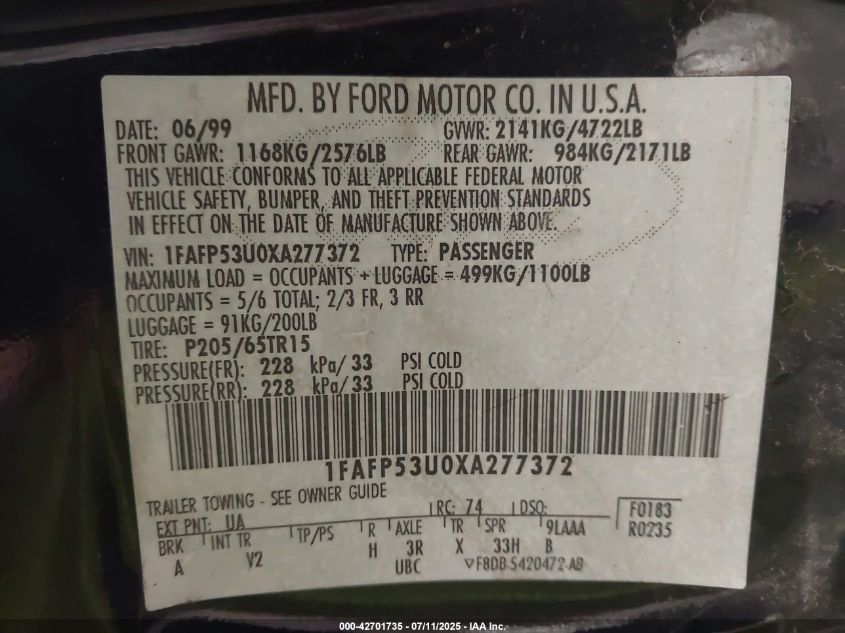 MFD. BY FORD MOTOR CO. IN U.S.A.
DATE: 06/99 GVWR: 2141KG/4722LB
FRONT GAWR: 1168KG/2576LB REAR GAWR: 984KG/2171LB
THIS VEHICLE CONFORMS TO ALL APPLICABLE FEDERAL MOTOR
VEHICLE SAFETY, BUMPER, AND THEFT PREVENTION STANDARDS
IN EFFECT ON THE DATE OF MANUFACTURE SHOWN ABOVE.
VIN: 1FAFP53U0XA277372 TYPE: PASSENGER
MAXIMUM LOAD = OCCUPANTS + LUGGAGE = 499KG/1100LB
OCCUPANTS = 5/6 TOTAL; 2/3 FR, 3 RR
LUGGAGE = 91KG/200LB
TIRE: P205/65TR15
PRESSURE(FR): 228 kPa/ 33 PSI COLD
PRESSURE(RR): 228 kPa/ 33 PSI COLD
1FAFP53U0XA277372
TRAILER TOWING - SEE OWNER GUIDE
EXT PNT: UA RC: 74 DSO: F0183
BRK INT TR TP/PS R AXLE TR SPR 9LAAA R0235
A V2 H 3R X 33H B
UBC ▽F8DB-5420472-AB
000-42701735 - 07/11/2025 - IAA Inc.